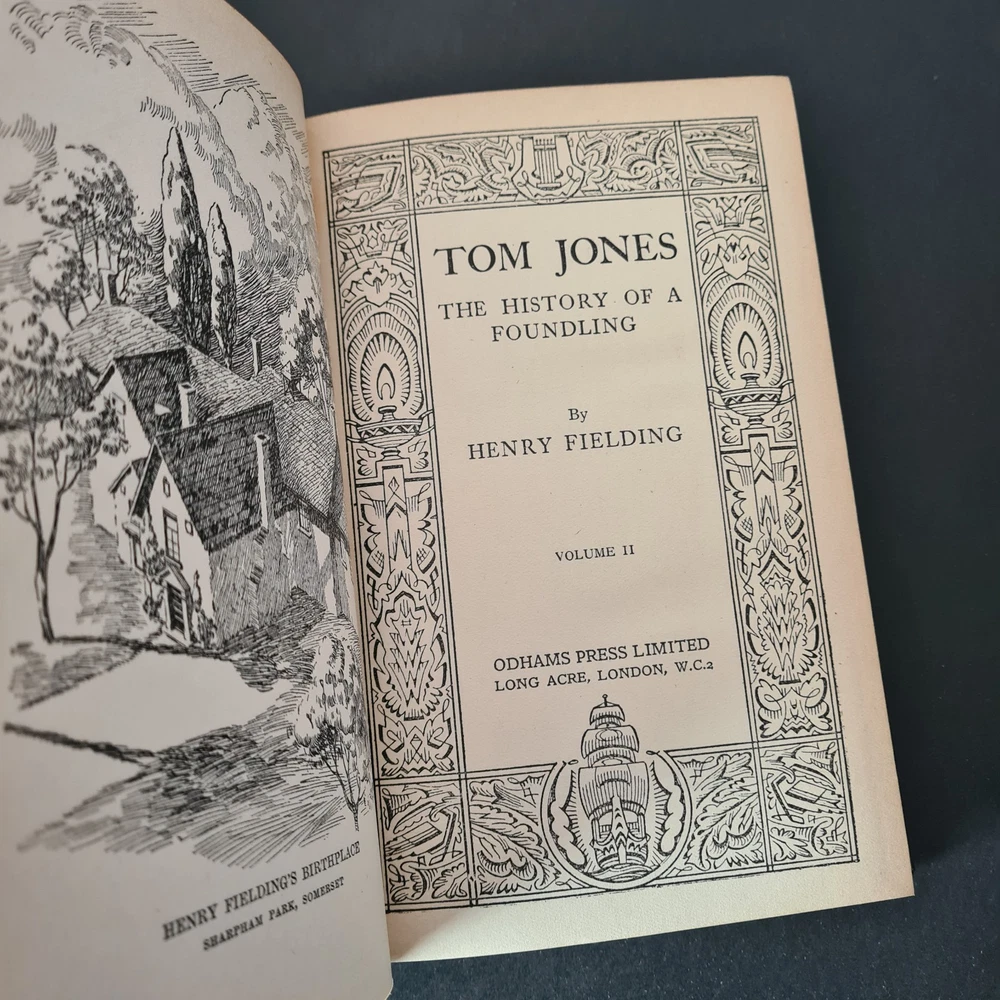 HENRY FIELDING'S BIRTHPLACE
SHARPHAM PARK, SOMERSET
TOM JONES
THE HISTORY OF A
FOUNDLING
By
HENRY FIELDING
VOLUME II
ODHAMS PRESS LIMITED
LONG ACRE, LONDON, W.C.2